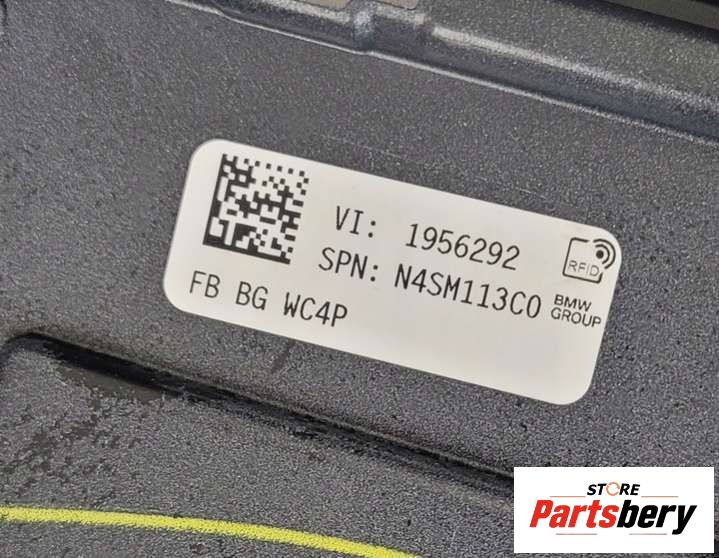 VI: 1956292
SPN: N4SM113C0
FB BG WC4P
RFID
BMW
GROUP
STORE
Partsbery